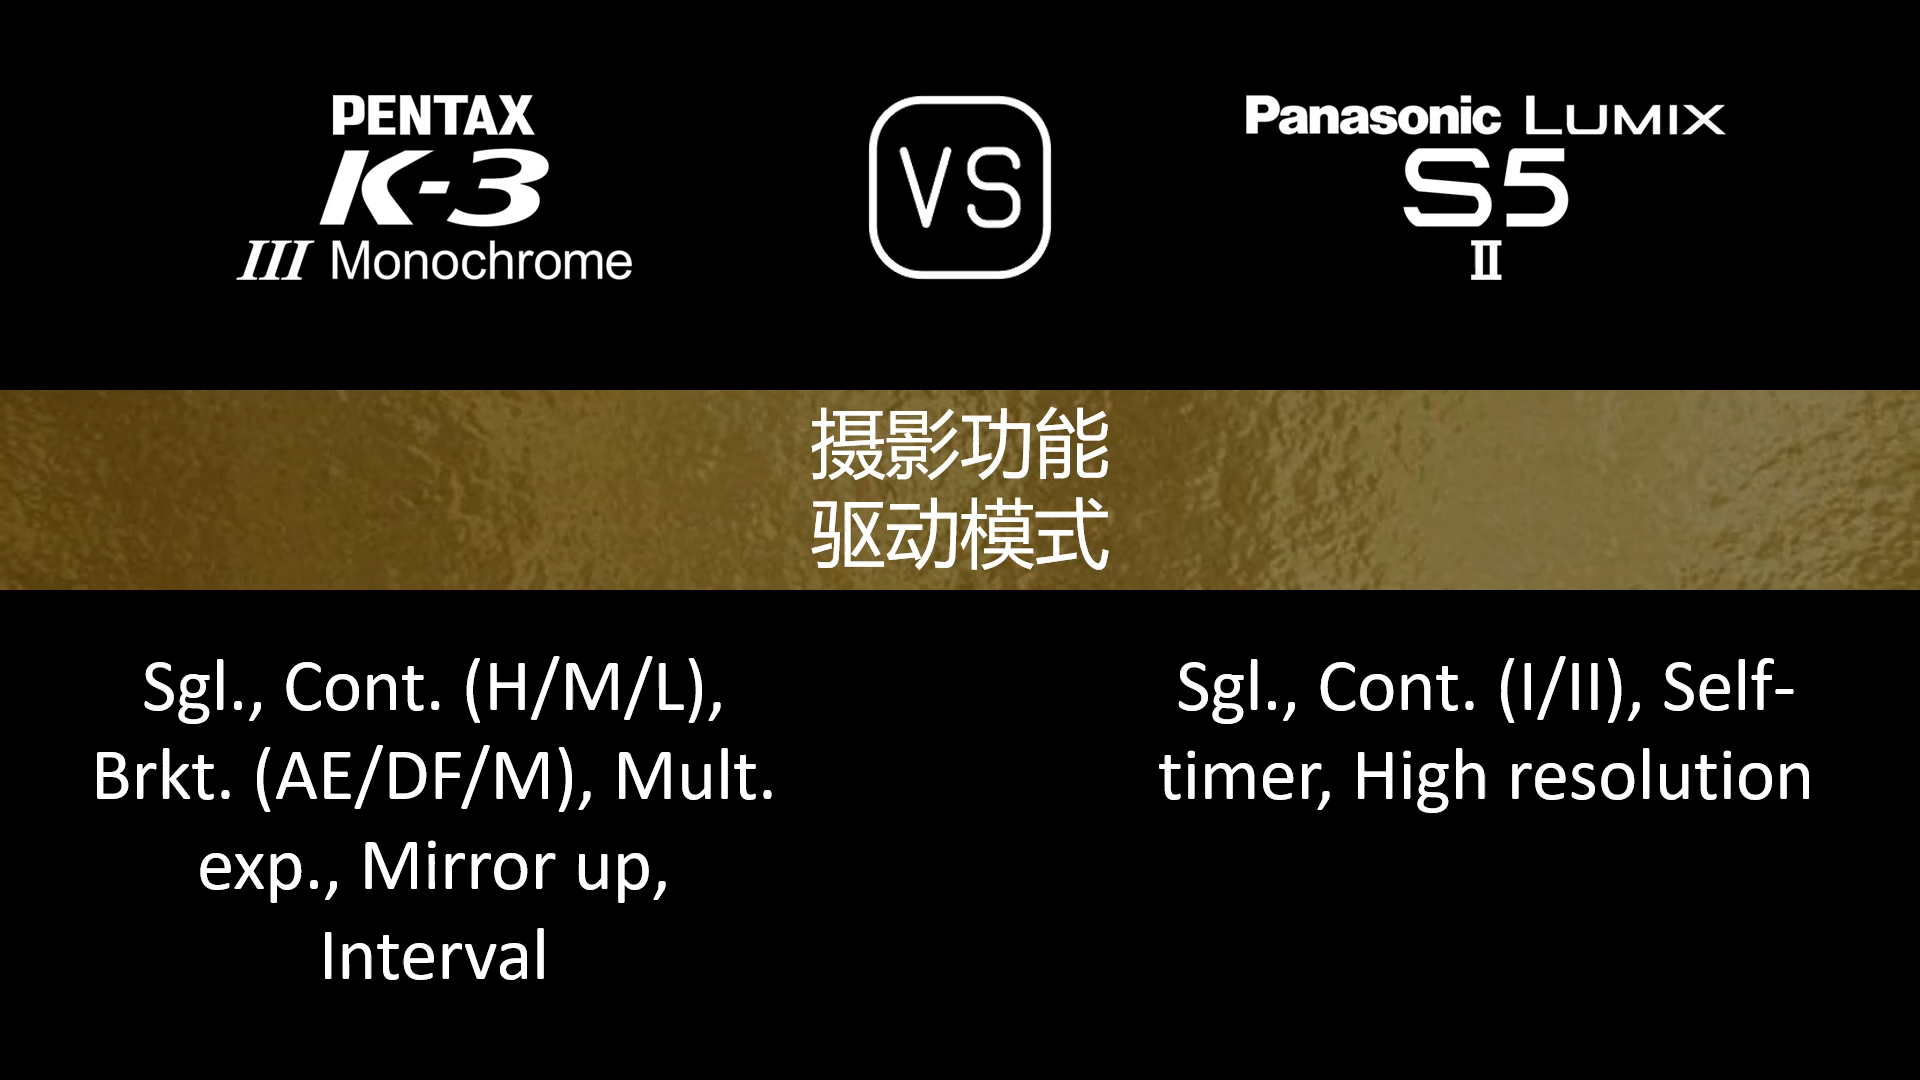 PENTAX
K-3
III Monochrome
VS
Panasonic LUMIX
S5
II
摄影功能
驱动模式
Sgl., Cont. (H/M/L),
Brkt. (AE/DF/M), Mult.
exp., Mirror up,
Interval
Sgl., Cont. (I/II), Self-
timer, High resolution